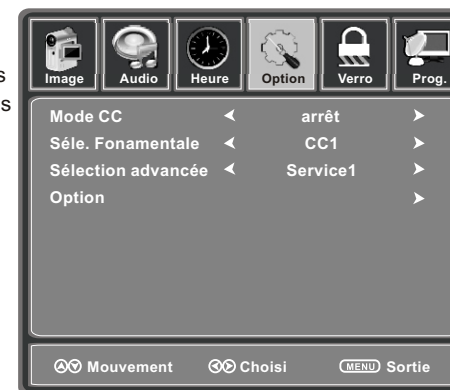 s
s
Image Audio Heure Option Verro Prog.
Mode CC arrêt
Séle. Fonamentale CC1
Sélection advancée Service1
Option
Mouvement Choisi MENU Sortie